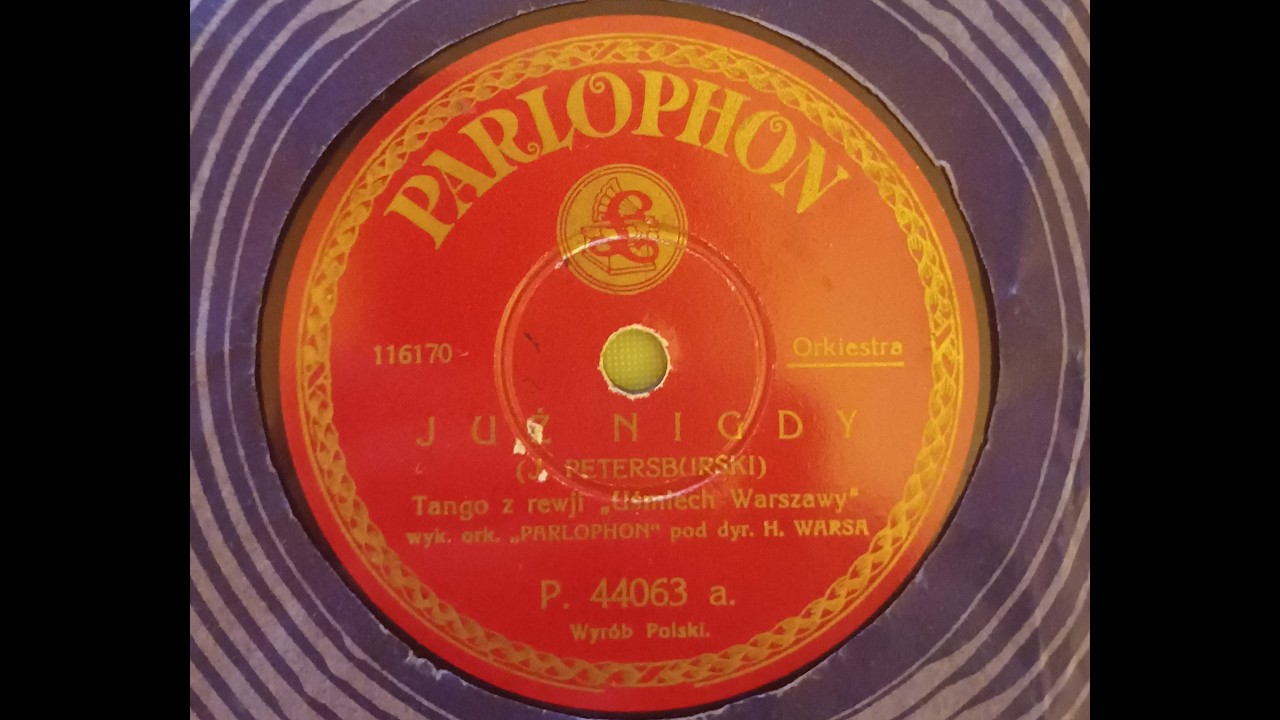 PARLOPHON
£
116170
Orkiestra
JUŻ NIGDY
(J. PETERSBURSKI)
Tango z rewji „Uśmiech Warszawy"
wyk. ork. „PARLOPHON" pod dyr. H. WARSA
P. 44063 a.
Wyrób Polski.